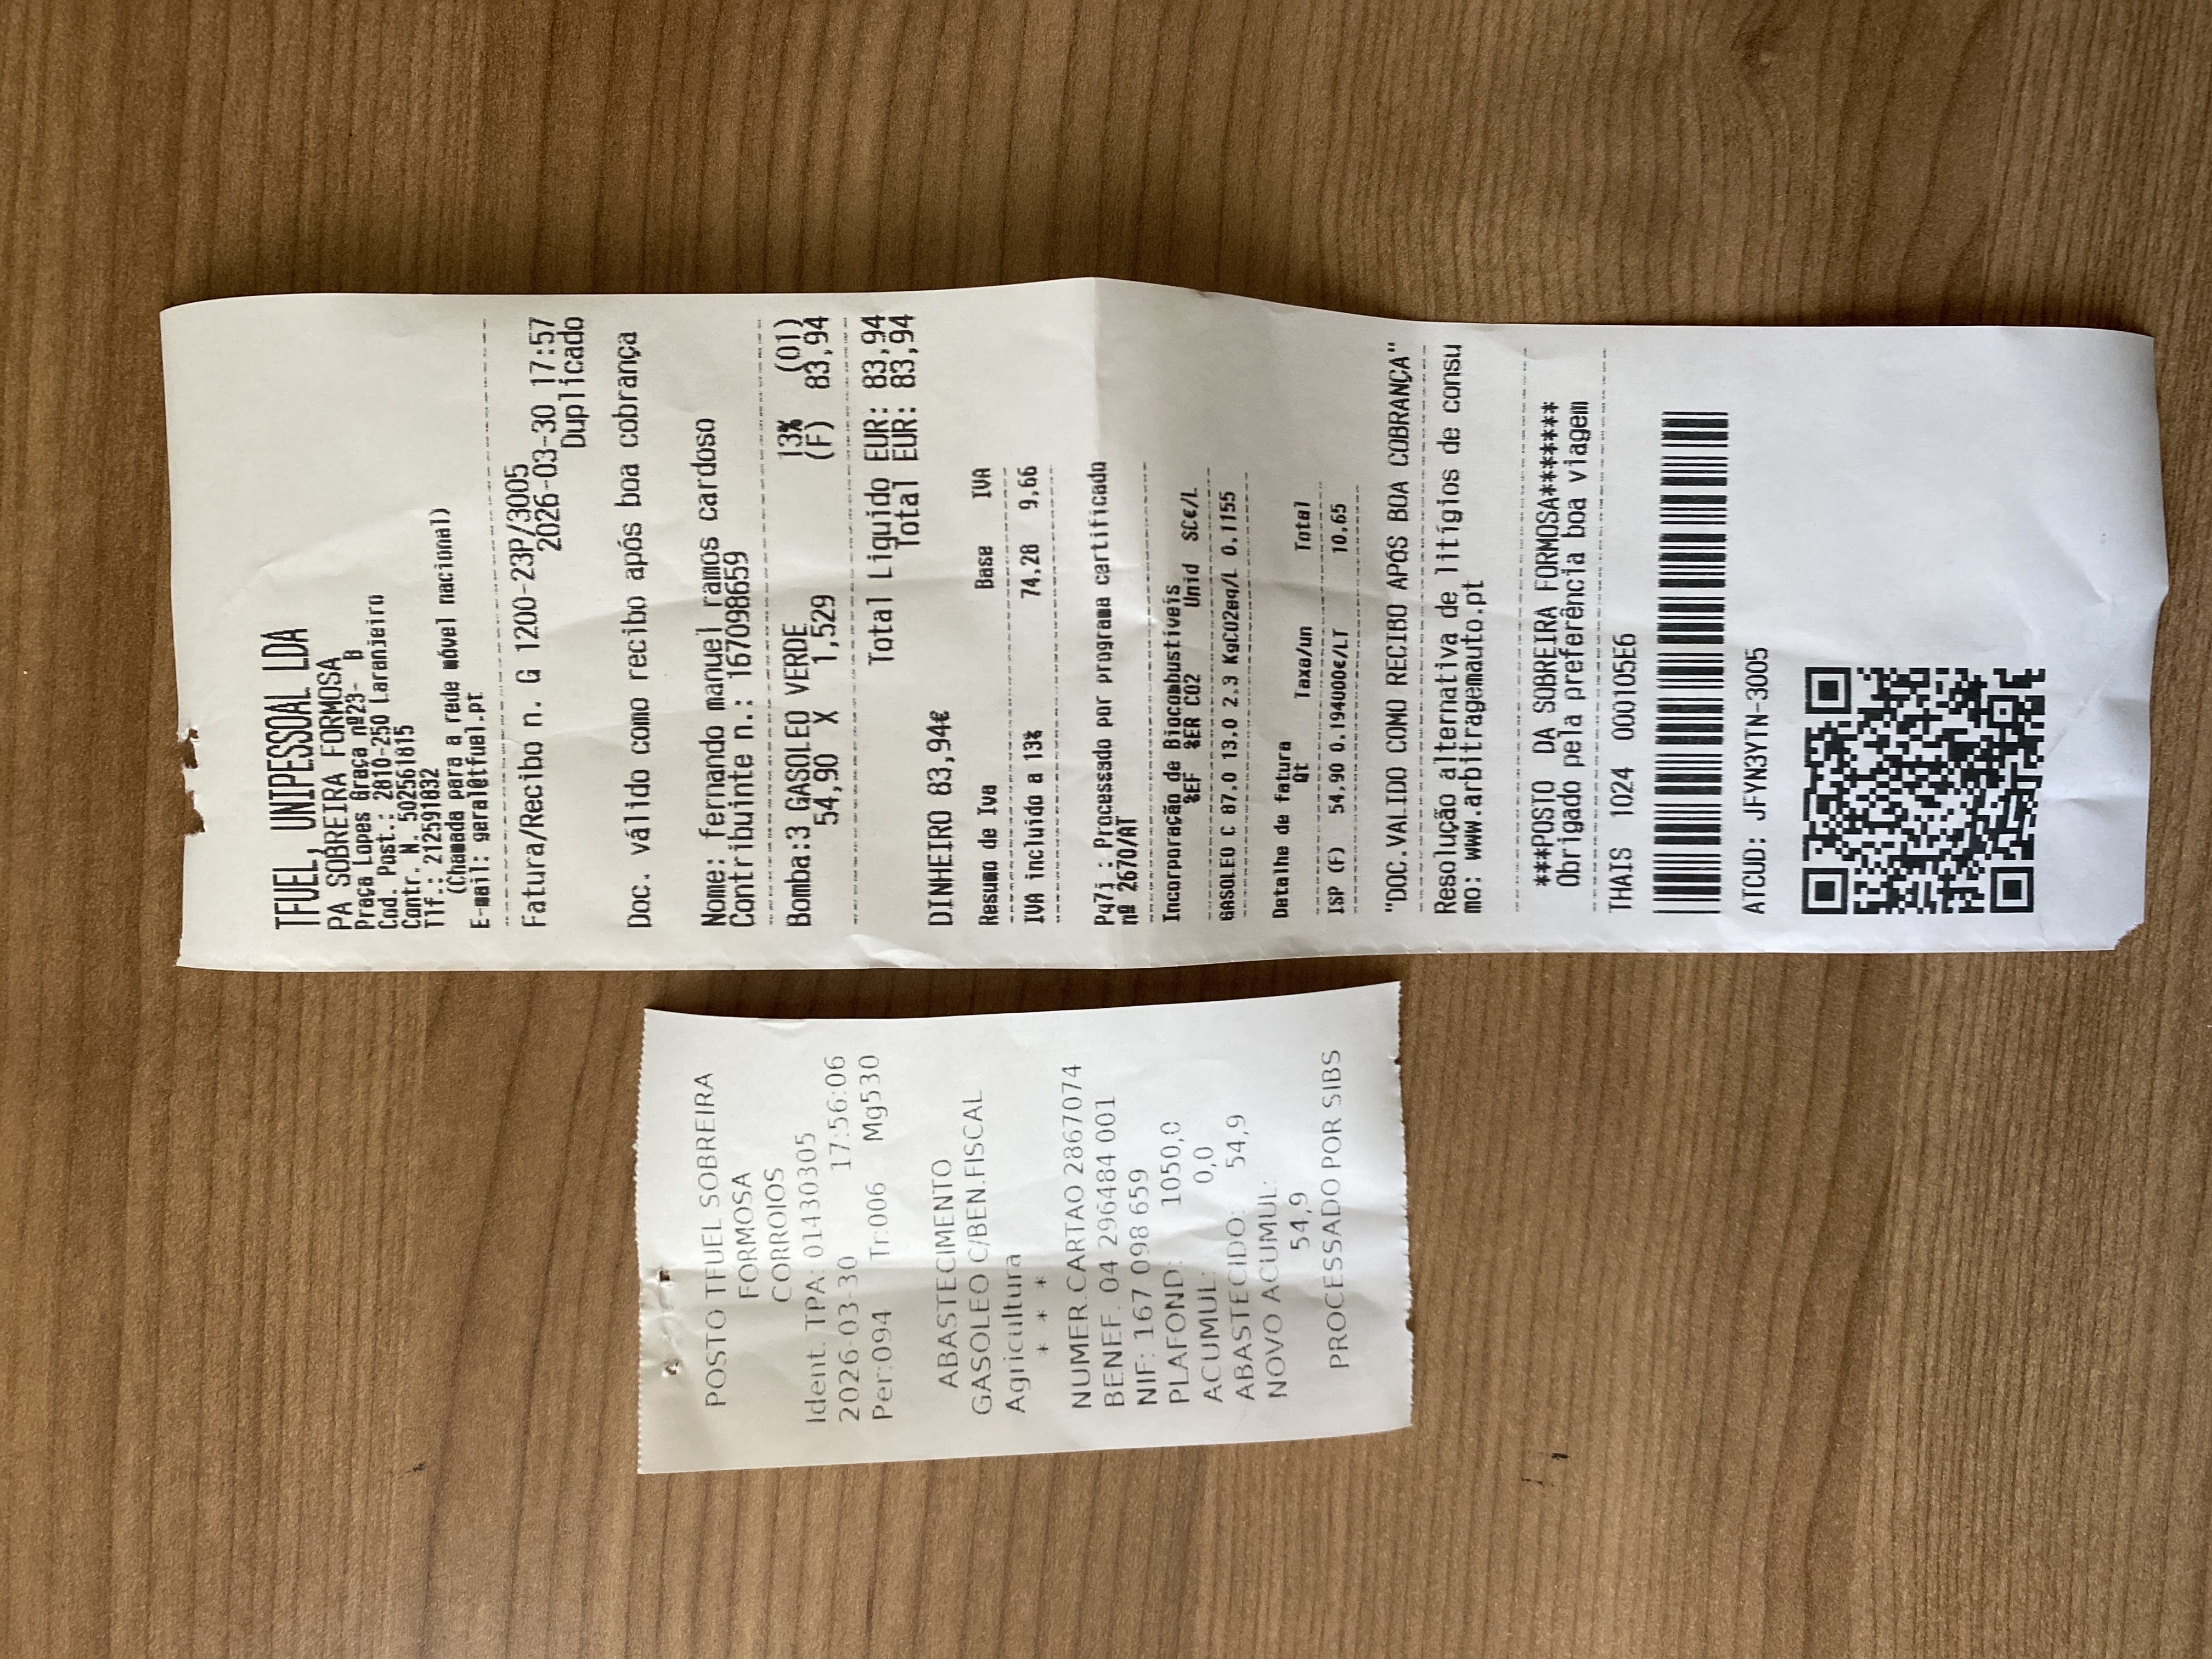 TFUEL, UNIPESSOAL LDA
PA SOBREIRA FORMOSA
Praça Lopes Graça nº23- B
Cod. Post.: 2810-250 Laranjeiro
Contr. N. 502561815
Tlf.: 212591832
(Chamada para a rede móvel nacional)
E-mail: geral@tfuel.pt
Fatura/Recibo n. G 1200-23P/3005
2026-03-30 17:57
Duplicado
Doc. válido como recibo após boa cobrança
Nome: fernando manuel ramos cardoso
Contribuinte n.: 167098659
13% (01)
Bomba:3 GASOLEO VERDE (F) 83,94
54,90 X 1,529
Total Liquido EUR: 83,94
Total EUR: 83,94
DINHEIRO 83,94€
Resumo de Iva Base IVA
IVA incluido a 13% 74,28 9,66
Pq7j : Processado por programa certificado
nº 2670/AT
Incorporação de Biocombustíveis
%EF %ER CO2 Unid SC€/L
GASOLEO C 87.0 13.0 2.3 KgCO2eq/L 0.1155
Detalhe de fatura
Qt Taxa/un Total
ISP (F) 54,90 0.194000€/LT 10,65
"DOC.VALIDO COMO RECIBO APÓS BOA COBRANÇA"
Resolução alternativa de litígios de consu
mo: www.arbitragemauto.pt
***POSTO DA SOBREIRA FORMOSA******
Obrigado pela preferência boa viagem
THAIS 1024 000105E6
ATCUD: JFYN3YTN-3005
POSTO TFUEL SOBREIRA
FORMOSA
CORROIOS
Ident. TPA: 01430305
2026-03-30 17:56:06
Per:094 Tr:006 Mg530
ABASTECIMENTO
GASOLEO C/BEN.FISCAL
Agricultura
* * *
NUMER.CARTAO 2867074
BENEF. 04 296484 001
NIF: 167 098 659
PLAFOND: 1050,0
ACUMUL: 0,0
ABASTECIDO: 54,9
NOVO ACUMUL:
54,9
PROCESSADO POR SIBS